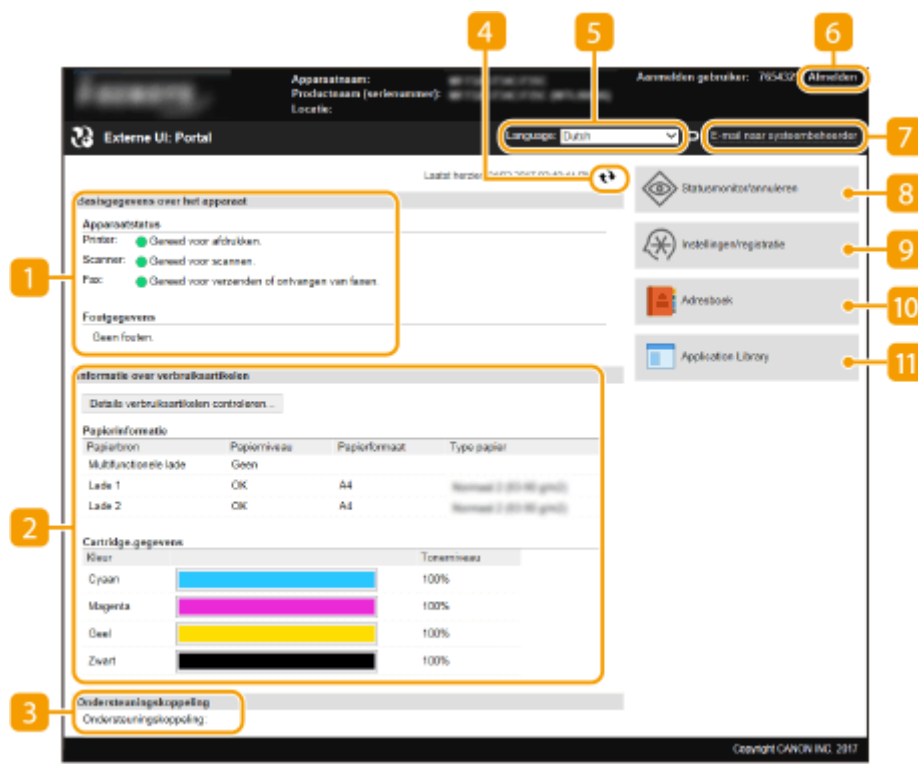 4
5
6
Apparaatnaam:
Productnaam (serienummer):
Locatie:
Aanmelden gebruiker: Afmelden
Externe UI: Portal
Language: Dutch
E-mail naar systeembeheerder
7
Laatst herzien:
Basisgegevens over het apparaat
Apparaatstatus
Printer: Gereed voor afdrukken.
Scanner: Gereed voor scannen.
Fax: Gereed voor verzenden of ontvangen van faxen.
Foutgegevens
Geen fouten.
1
Statusmonitor/annuleren
8
Instellingen/registratie
9
Adresboek
10
Application Library
11
Informatie over verbruiksartikelen
Details verbruiksartikelen controleren...
Papierinformatie
Papierbron Papierniveau Papierformaat Type papier
Multifunctionele lade Geen
Lade 1 OK A4
Lade 2 OK A4
2
Cartridge.gegevens
Kleur Tonerniveau
Cyaan 100%
Magenta 100%
Geel 100%
Zwart 100%
3
Ondersteuningskoppeling
Ondersteuningskoppeling:
Copyright CANON INC. 2017